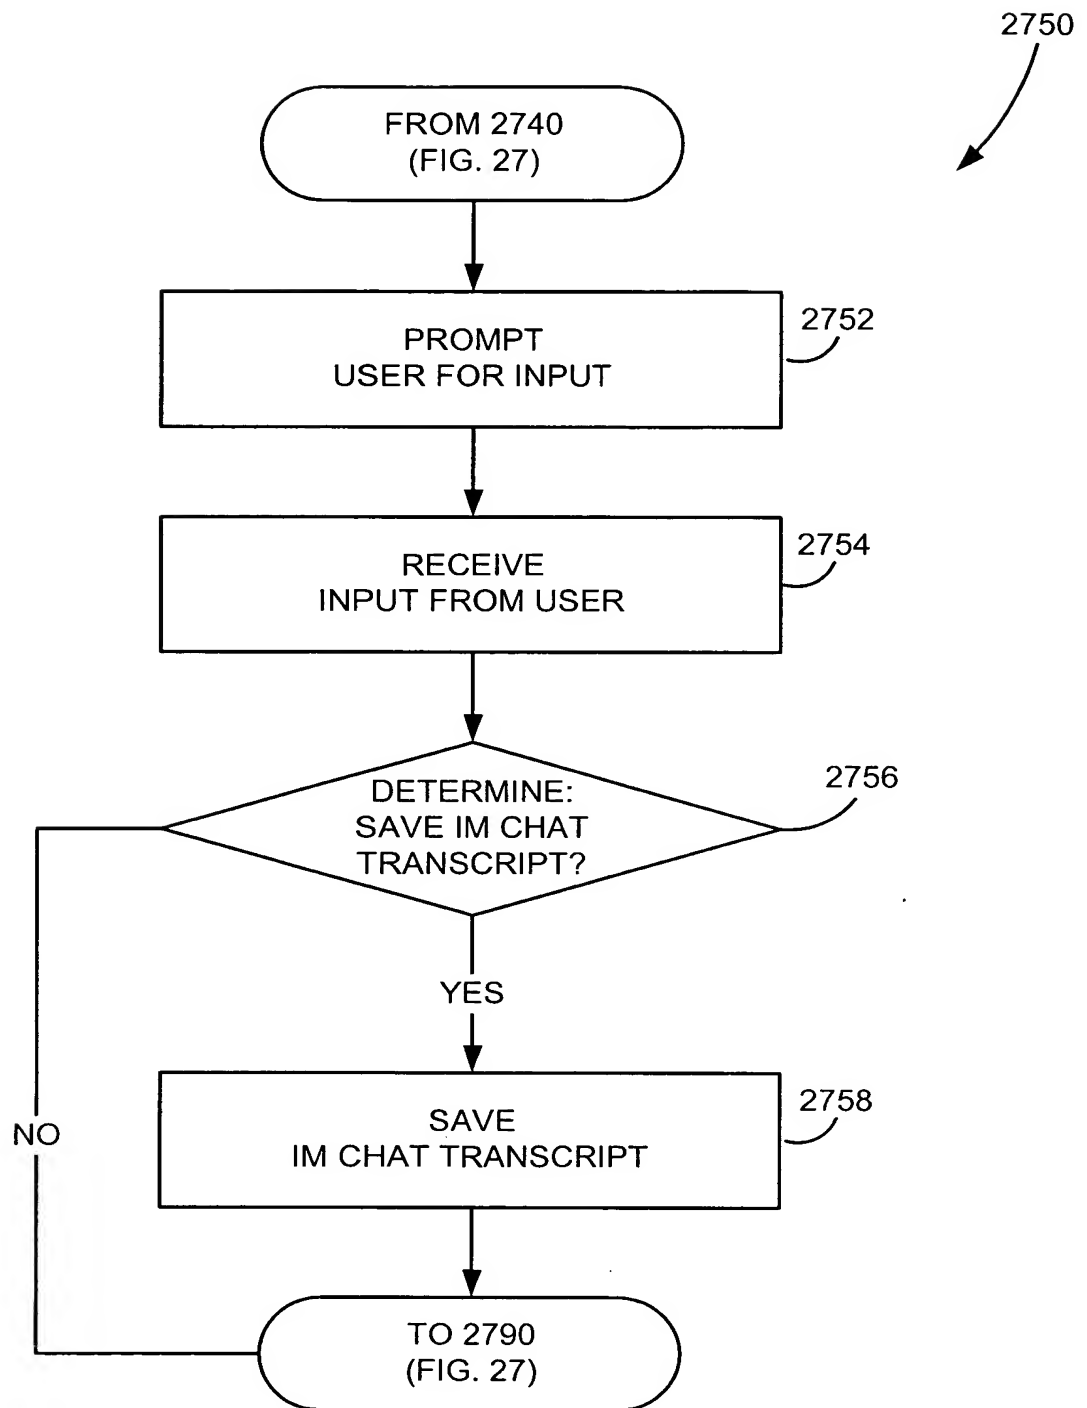 2750
FROM 2740
(FIG. 27)
PROMPT
USER FOR INPUT
2752
RECEIVE
INPUT FROM USER
2754
DETERMINE:
SAVE IM CHAT
TRANSCRIPT?
2756
YES
SAVE
IM CHAT TRANSCRIPT
2758
NO
TO 2790
(FIG. 27)